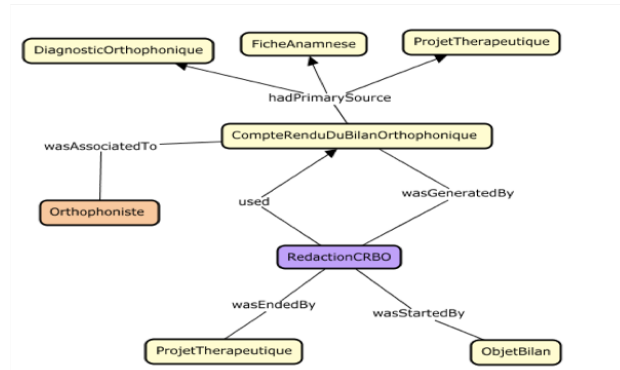 DiagnosticOrthophonique
FicheAnamnese
ProjetTherapeutique
hadPrimarySource
CompteRenduDuBilanOrthophonique
wasAssociatedTo
Orthophoniste
used
wasGeneratedBy
RedactionCRBO
wasEndedBy
wasStartedBy
ProjetTherapeutique
ObjetBilan